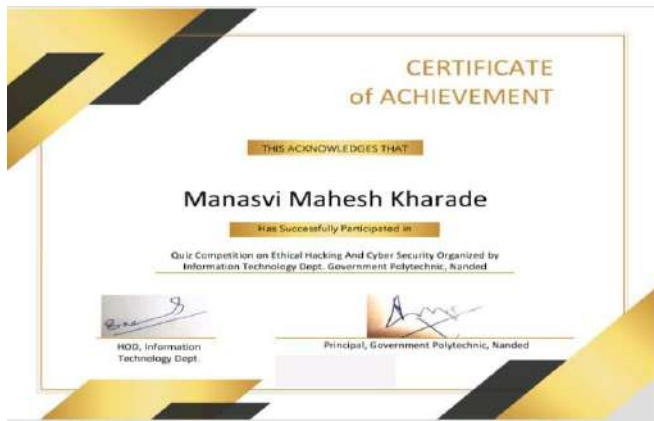 CERTIFICATE
of ACHIEVEMENT
THIS ACKNOWLEDGES THAT
Manasvi Mahesh Kharade
Has Successfully Participated in
Quiz Competition on Ethical Hacking And Cyber Security Organized by
Information Technology Dept. Government Polytechnic, Nanded
HOD, Information
Technology Dept.
Principal, Government Polytechnic, Nanded